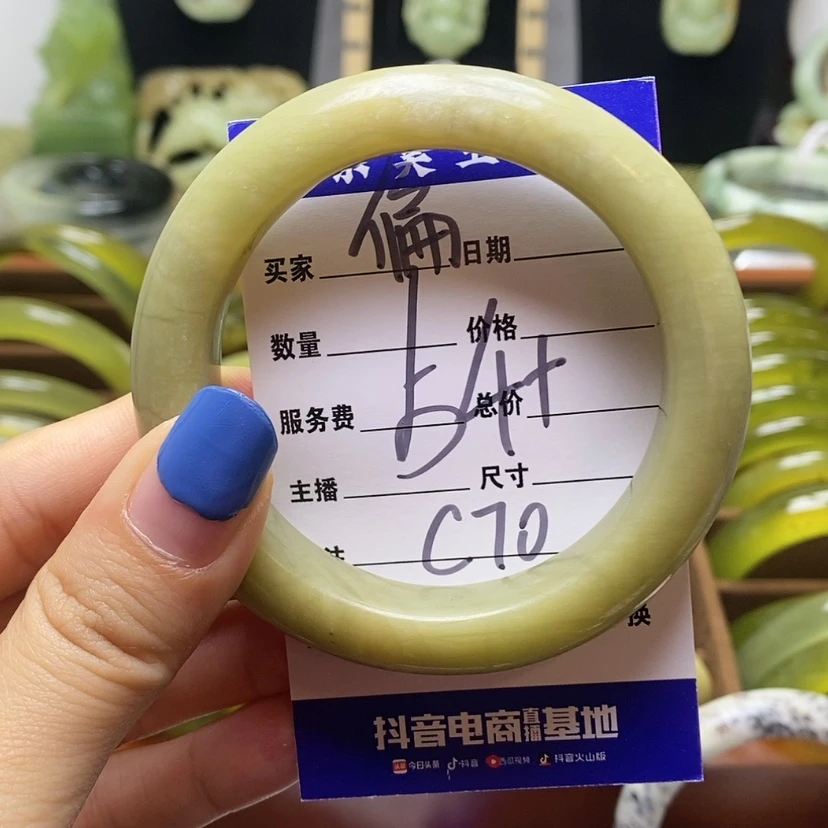 偏
买家 日期
数量 价格
54+
服务费 总价
主播 尺寸
C70
换
抖音电商直播基地
今日头条 抖音 西瓜视频 抖音火山版